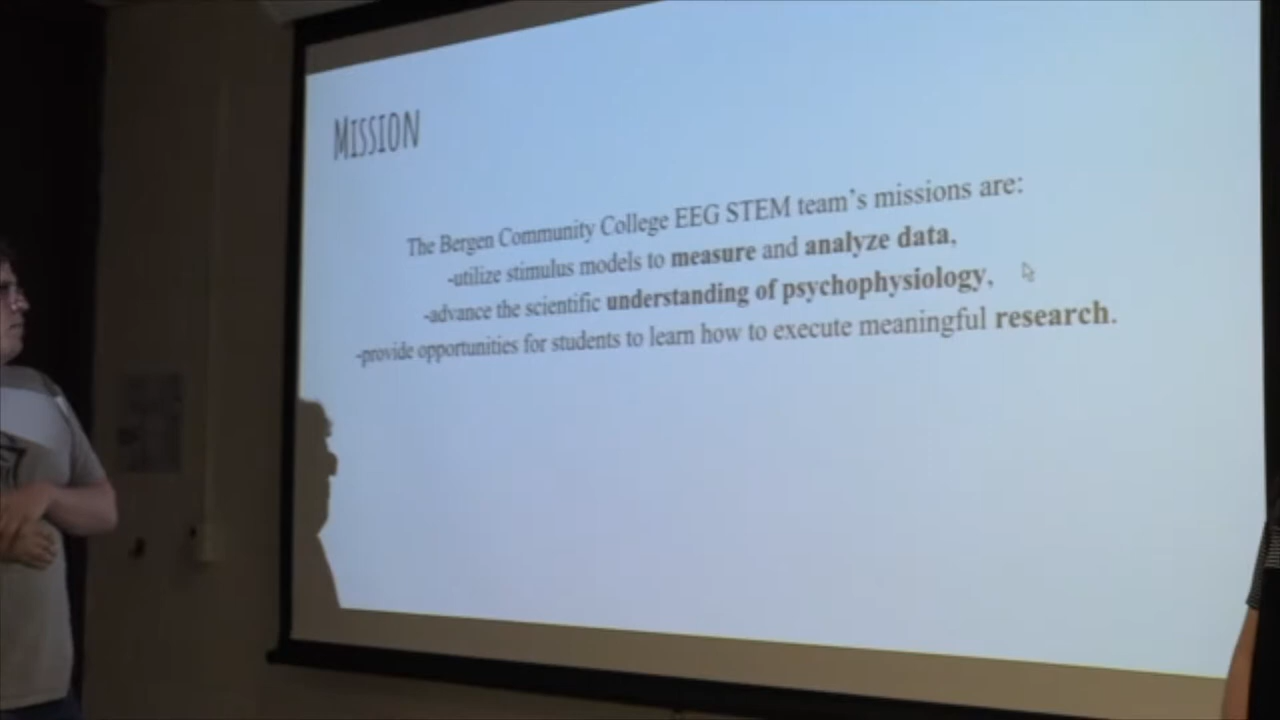 MISSION
The Bergen Community College EEG STEM team's missions are:
-utilize stimulus models to measure and analyze data,
-advance the scientific understanding of psychophysiology,
-provide opportunities for students to learn how to execute meaningful research.